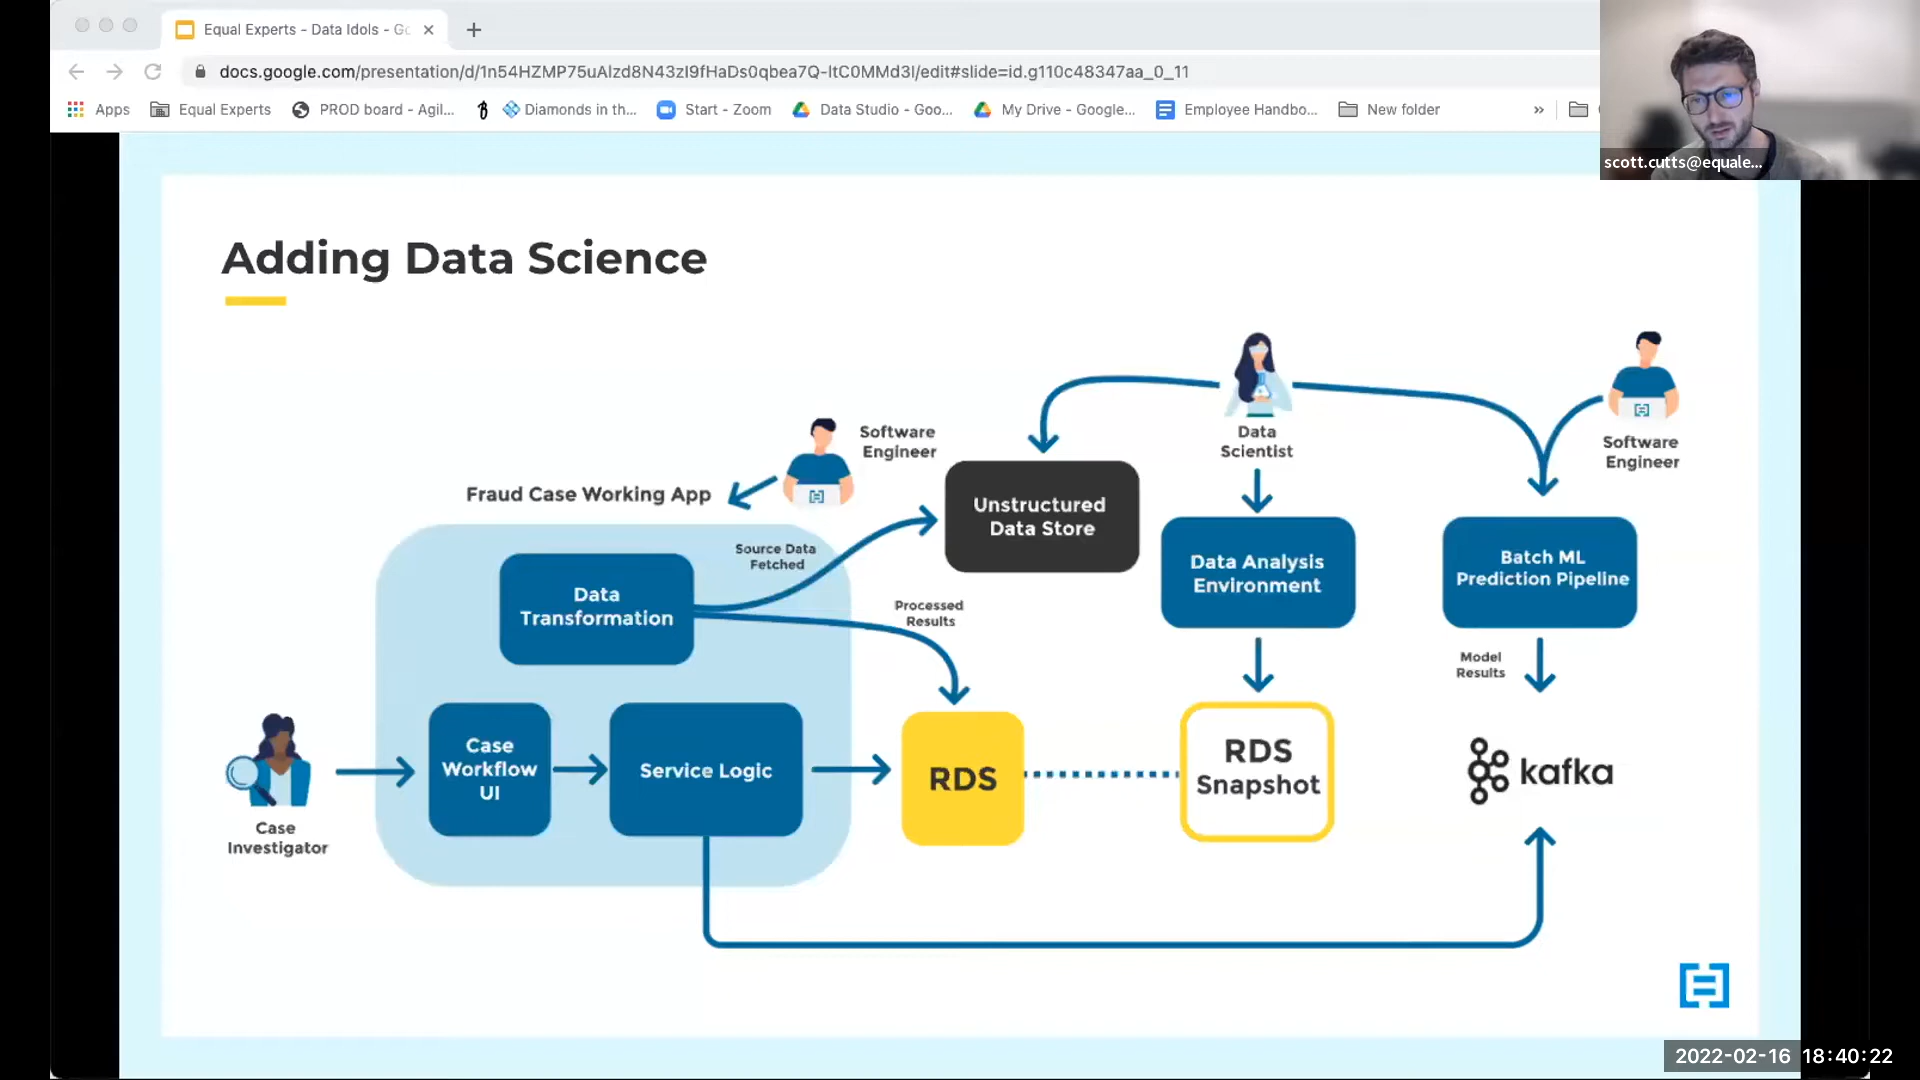 Equal Experts - Data Idols - Go
docs.google.com/presentation/d/1n54HZMP75uAlzd8N43zI9fHaDs0qbea7Q-ltC0MMd3I/edit#slide=id.g110c48347aa_0_11
Apps
Equal Experts
PROD board - Agil...
Diamonds in th...
Start - Zoom
Data Studio - Goo...
My Drive - Google...
Employee Handbo...
New folder
»
scott.cutts@equale...
Adding Data Science
Software
Engineer
Data
Scientist
Software
Engineer
Fraud Case Working App
Unstructured
Data Store
Source Data
Fetched
Data Analysis
Environment
Batch ML
Prediction Pipeline
Data
Transformation
Processed
Results
Model
Results
Case
Workflow
UI
Service Logic
RDS
RDS
Snapshot
kafka
Case
Investigator
2022-02-16 18:40:22